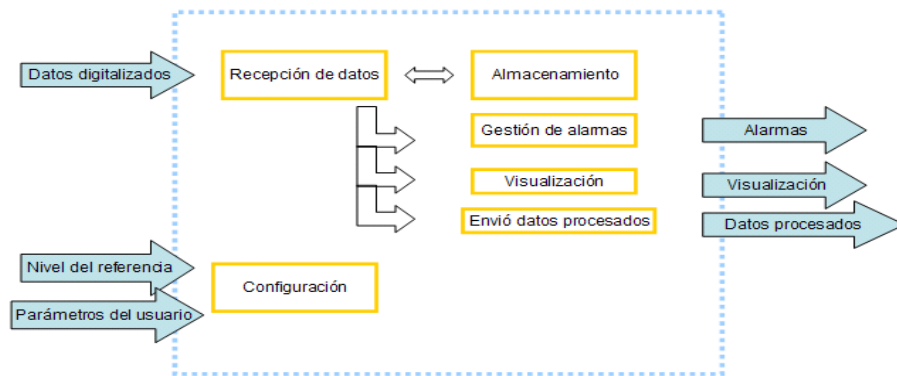 Datos digitalizados
Recepción de datos
Almacenamiento
Gestión de alarmas
Alarmas
Visualización
Visualización
Envió datos procesados
Datos procesados
Nivel del referencia
Configuración
Parámetros del usuario